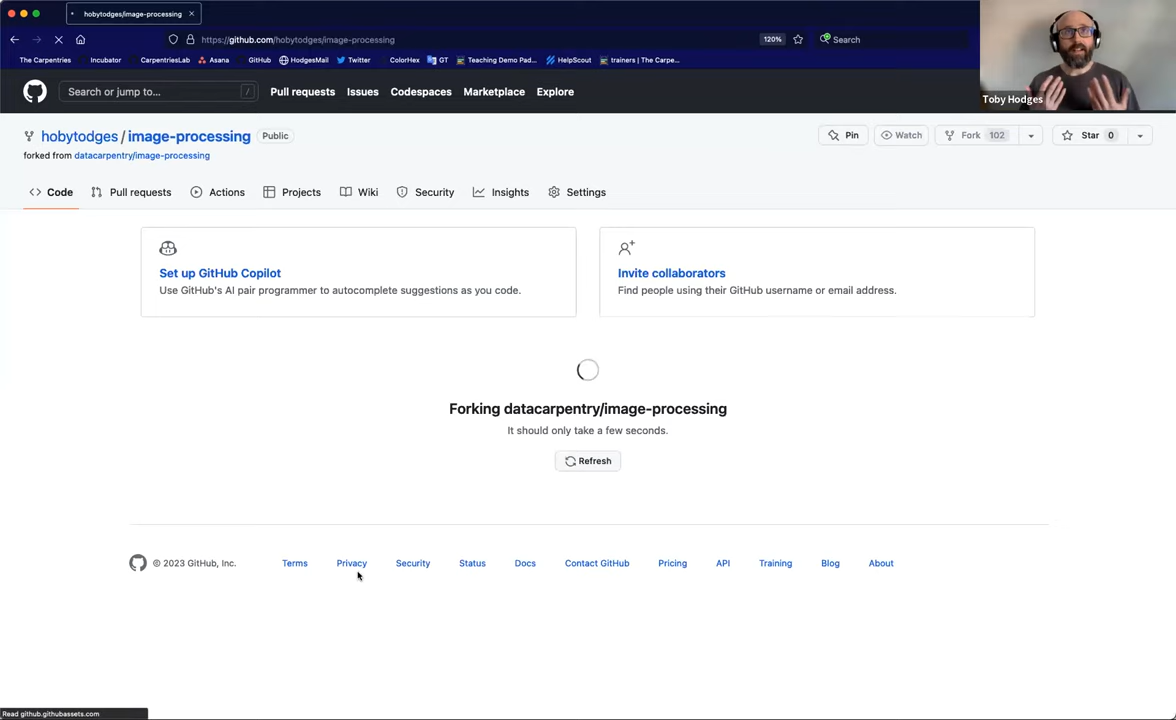 hobytodges/image-processing
https://github.com/hobytodges/image-processing
120%
Search
The Carpentries
Incubator
CarpentriesLab
Asana
GitHub
HodgesMail
Twitter
ColorHex
GT
Teaching Demo Pad...
HelpScout
trainers | The Carpe...
Toby Hodges
Search or jump to...
/
Pull requests
Issues
Codespaces
Marketplace
Explore
hobytodges / image-processing
Public
Pin
Watch
Fork 102
Star 0
forked from datacarpentry/image-processing
Code
Pull requests
Actions
Projects
Wiki
Security
Insights
Settings
Set up GitHub Copilot
Use GitHub's AI pair programmer to autocomplete suggestions as you code.
Invite collaborators
Find people using their GitHub username or email address.
Forking datacarpentry/image-processing
It should only take a few seconds.
Refresh
© 2023 GitHub, Inc.
Terms
Privacy
Security
Status
Docs
Contact GitHub
Pricing
API
Training
Blog
About
Read github.githubassets.com